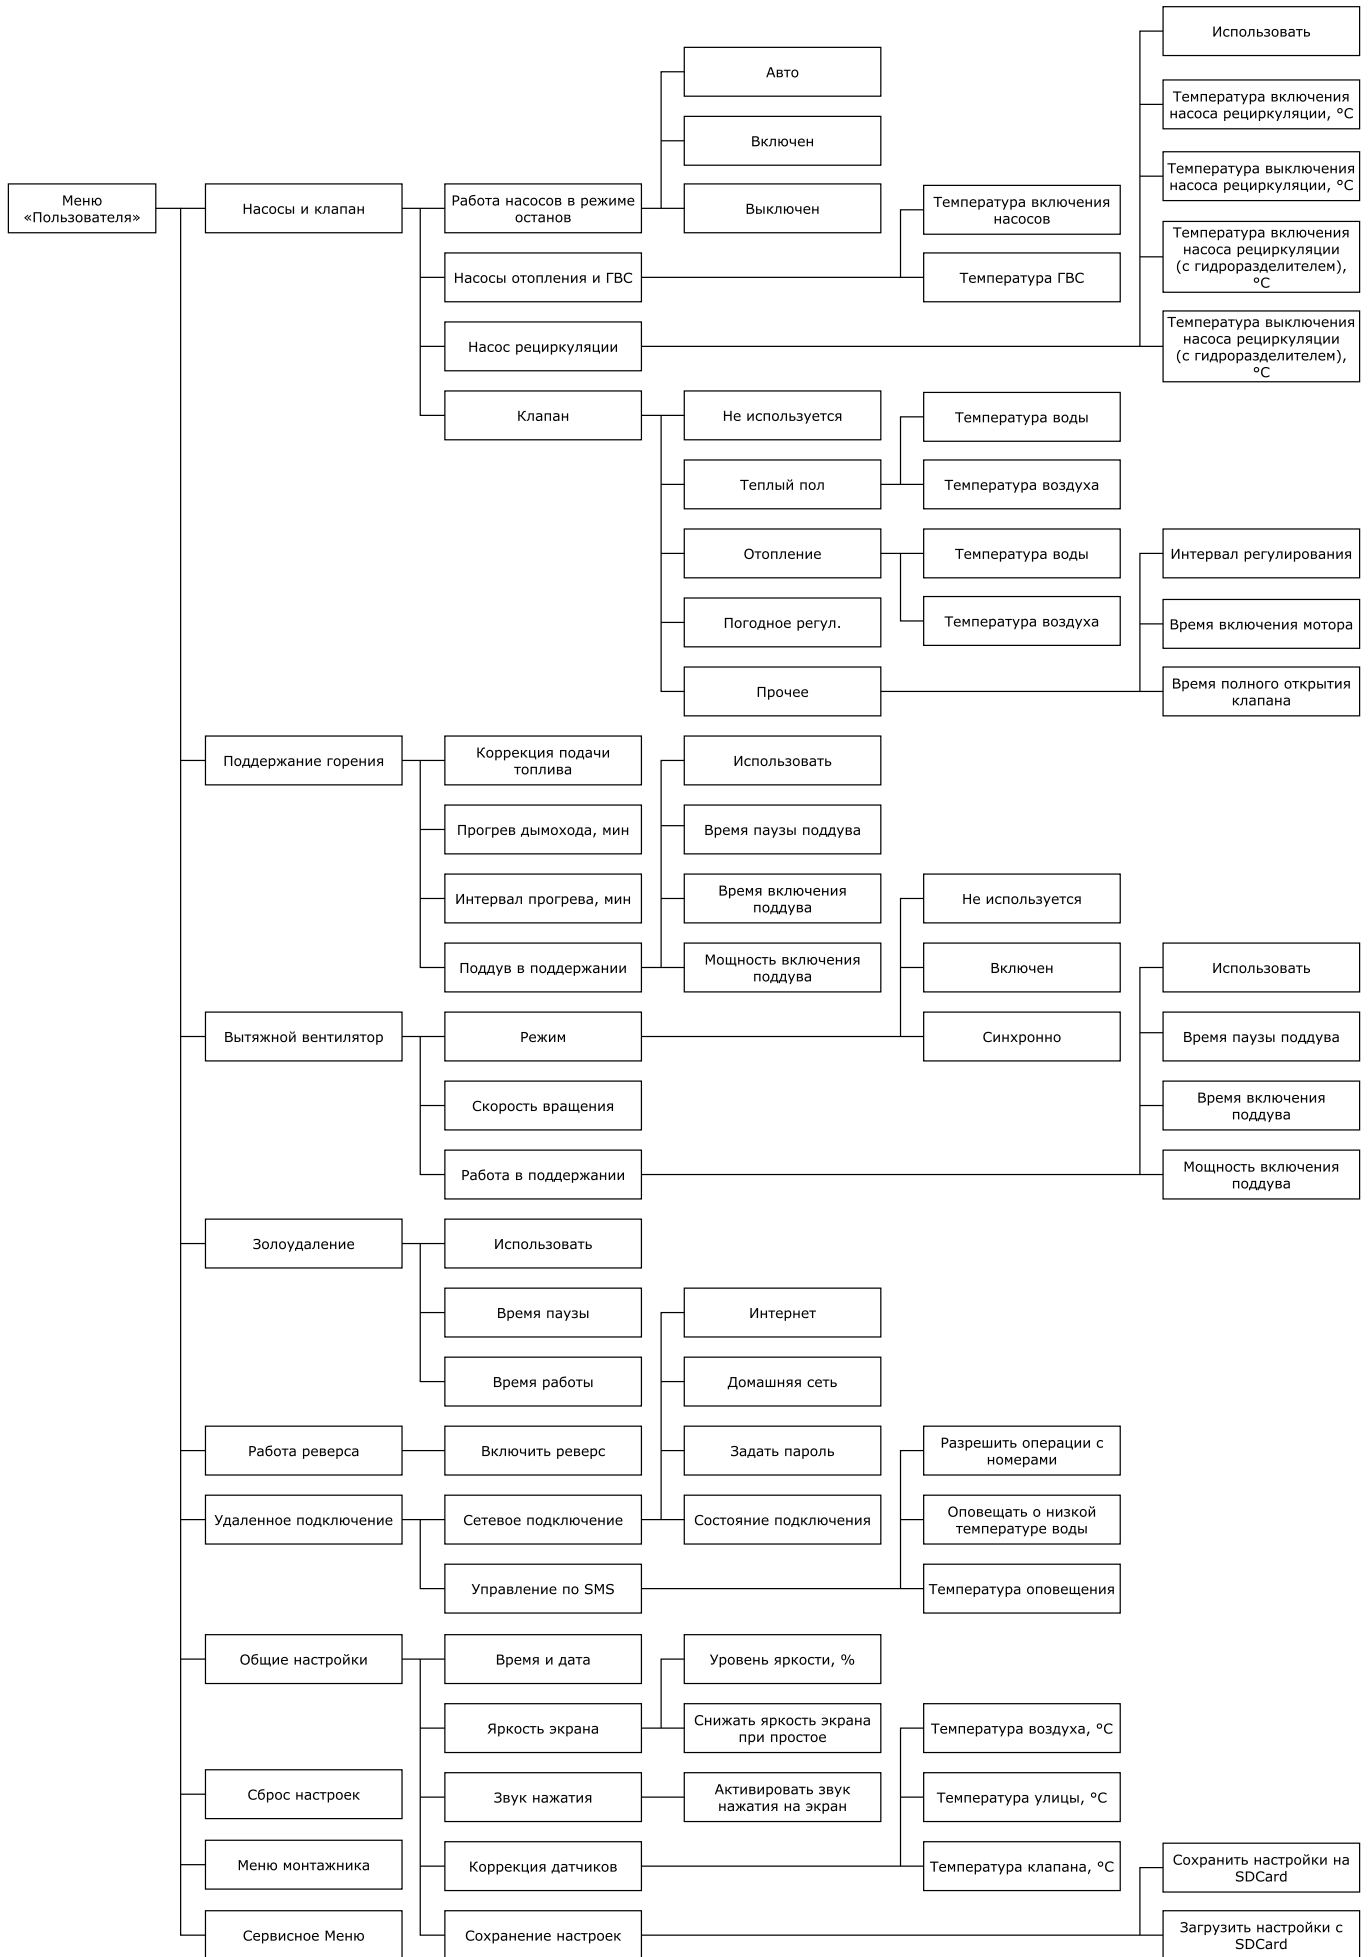 Использовать
Авто
Температура включения
насоса рециркуляции, °C
Включен
Температура выключения
насоса рециркуляции, °C
Меню
«Пользователя»
Насосы и клапан
Работа насосов в режиме
останов
Выключен
Температура включения
насосов
Температура включения
насоса рециркуляции
(с гидроразделителем),
°C
Насосы отопления и ГВС
Температура ГВС
Насос рециркуляции
Температура выключения
насоса рециркуляции
(с гидроразделителем),
°C
Клапан
Не используется
Температура воды
Теплый пол
Температура воздуха
Отопление
Температура воды
Интервал регулирования
Погодное регул.
Температура воздуха
Время включения мотора
Прочее
Время полного открытия
клапана
Поддержание горения
Коррекция подачи
топлива
Использовать
Прогрев дымохода, мин
Время паузы поддува
Интервал прогрева, мин
Время включения
поддува
Не используется
Поддув в поддержании
Мощность включения
поддува
Включен
Использовать
Вытяжной вентилятор
Режим
Синхронно
Время паузы поддува
Скорость вращения
Время включения
поддува
Работа в поддержании
Мощность включения
поддува
Золоудаление
Использовать
Время паузы
Интернет
Время работы
Домашняя сеть
Работа реверса
Включить реверс
Задать пароль
Разрешить операции с
номерами
Удаленное подключение
Сетевое подключение
Состояние подключения
Оповещать о низкой
температуре воды
Управление по SMS
Температура оповещения
Общие настройки
Время и дата
Уровень яркости, %
Яркость экрана
Снижать яркость экрана
при простое
Температура воздуха, °C
Сброс настроек
Звук нажатия
Активировать звук
нажатия на экран
Температура улицы, °C
Меню монтажника
Коррекция датчиков
Температура клапана, °C
Сохранить настройки на
SDCard
Сервисное Меню
Сохранение настроек
Загрузить настройки с
SDCard